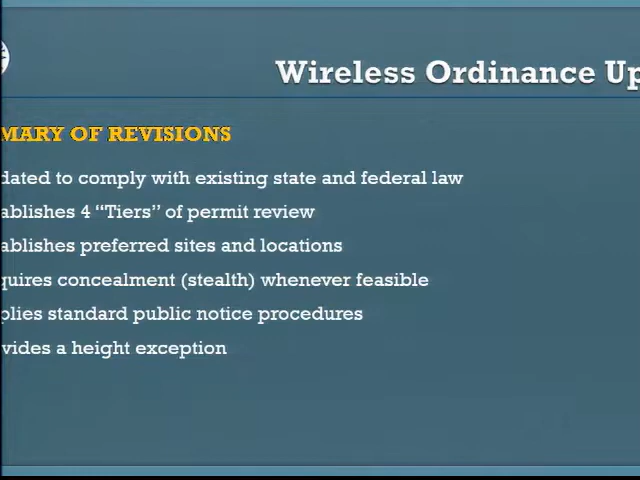 Wireless Ordinance Up
MARY OF REVISIONS
dated to comply with existing state and federal law
ablishes 4 “Tiers” of permit review
ablishes preferred sites and locations
quires concealment (stealth) whenever feasible
plies standard public notice procedures
vides a height exception